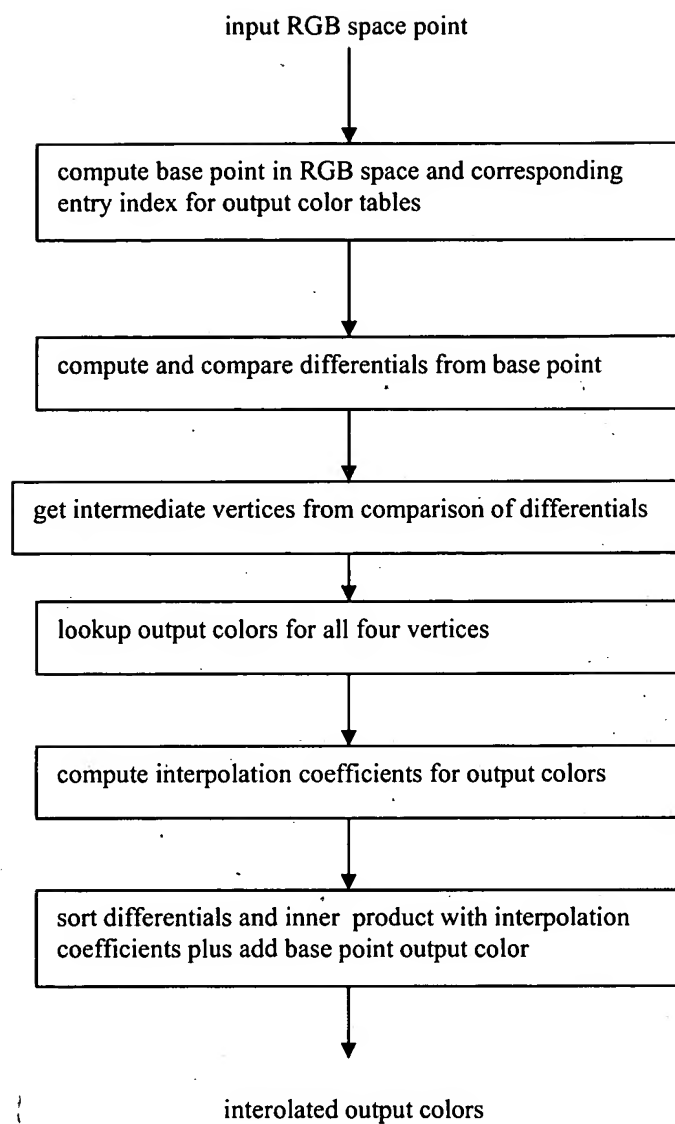 input RGB space point
compute base point in RGB space and corresponding
entry index for output color tables
compute and compare differentials from base point
get intermediate vertices from comparison of differentials
lookup output colors for all four vertices
compute interpolation coefficients for output colors
sort differentials and inner product with interpolation
coefficients plus add base point output color
interolated output colors